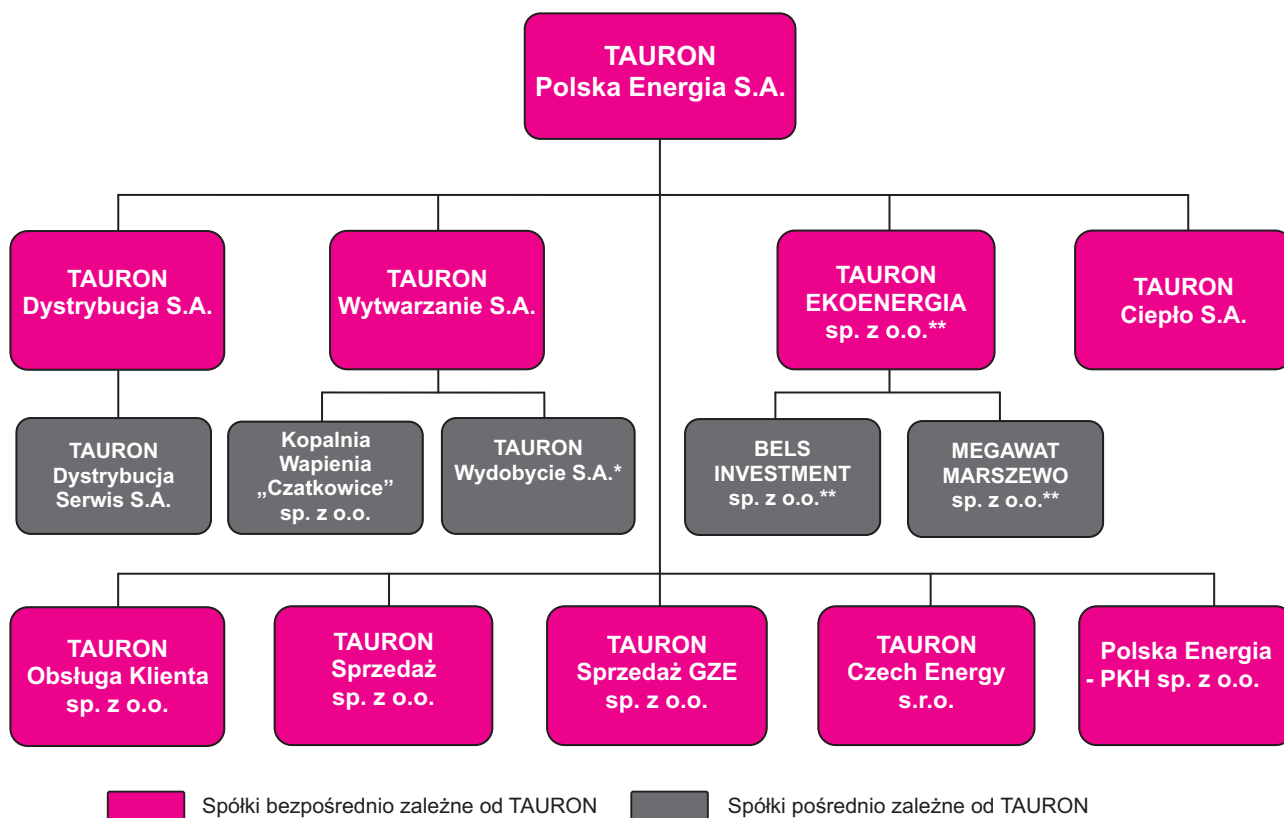 TAURON
Polska Energia S.A.
TAURON
Dystrybucja S.A.
TAURON
Wytwarzanie S.A.
TAURON
EKOENERGIA
sp. z o.o.**
TAURON
Ciepło S.A.
TAURON
Dystrybucja
Serwis S.A.
Kopalnia
Wapienia
„Czatkowice”
sp. z o.o.
TAURON
Wydobycie S.A.*
BELS
INVESTMENT
sp. z o.o.**
MEGAWAT
MARSZEWO
sp. z o.o.**
TAURON
Obsługa Klienta
sp. z o.o.
TAURON
Sprzedaż
sp. z o.o.
TAURON
Sprzedaż GZE
sp. z o.o.
TAURON
Czech Energy
s.r.o.
Polska Energia
- PKH sp. z o.o.
Spółki bezpośrednio zależne od TAURON
Spółki pośrednio zależne od TAURON